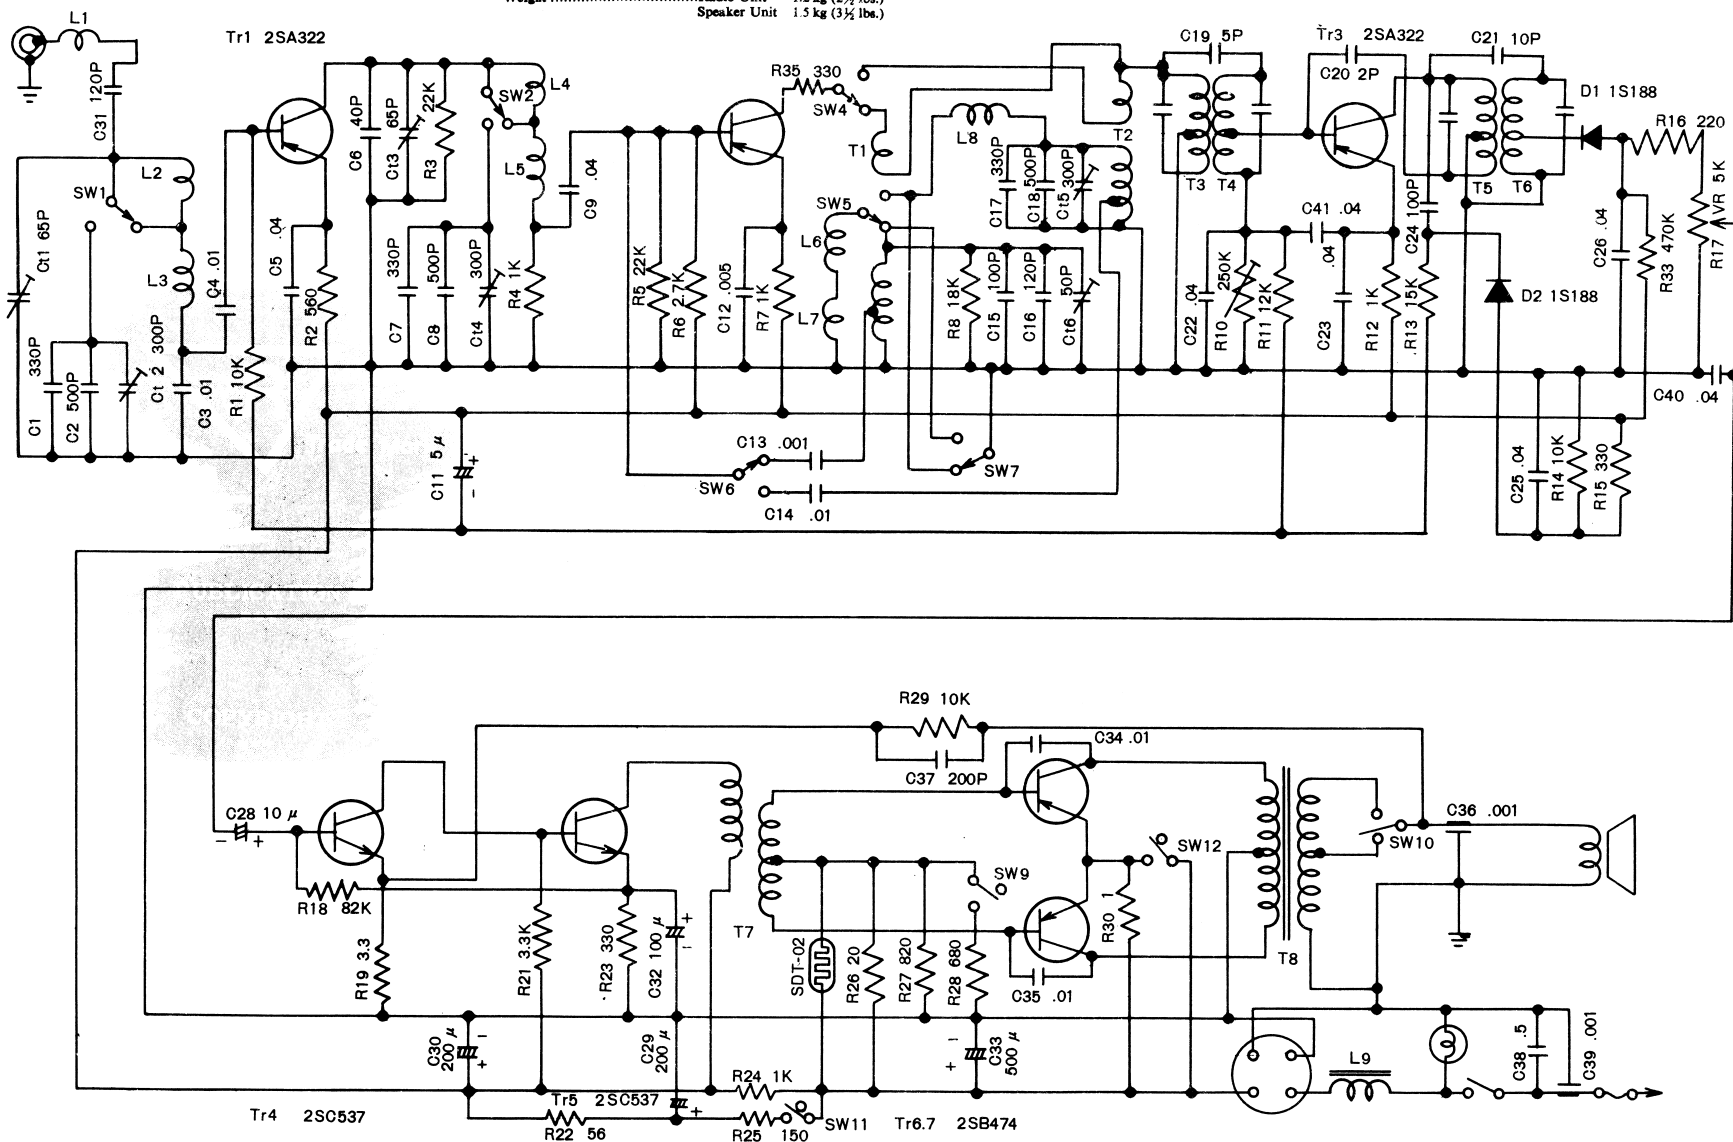 Speaker Unit 1.5 kg (3½ lbs.)
L1
Tr1 2SA322
C31 120P
L2
SW1
L3
Ct1 65P
C1 330P
C2 500P
Ct 2 300P
C3 .01
C4 .01
R1 10K
C5 .04
R2 560
C6 40P
Ct3 65P
R3 22K
SW2
L4
L5
C7 330P
C8 500P
Ct4 300P
R4 1K
C9 .04
C11 5 μ
+
-
R5 22K
R6 2.7K
C12 .005
R7 1K
R35 330
SW4
T1
SW5
L6
L7
L8
T2
C17 330P
C18 500P
Ct5 300P
R8 18K
C15 100P
C16 120P
Ct6 50P
C13 .001
SW6
C14 .01
SW7
C19 5P
T3
T4
C22 .04
R10 250K
R11 12K
C41 .04
C23 .04
Tr3 2SA322
C20 2P
R12 1K
R13 15K
C24 100P
C21 10P
T5
T6
D1 1S188
D2 1S188
R16 220
C26 .04
R33 470K
R17 VR 5K
C40 .04
C25 .04
R14 10K
R15 330
C28 10 μ
- +
R18 82K
R19 3.3
R21 3.3K
R23 330
C32 100 μ
+
-
T7
R29 10K
C37 200P
C34 .01
SDT-02
R26 20
R27 820
R28 680
SW9
C35 .01
R30 1
SW12
T8
SW10
C36 .001
C30 200 μ
-
+
C29 200 μ
+
C33 500 μ
-
+
L9
C38 .5
C39 .001
R24 1K
Tr4 2SC537
Tr5 2SC537
R22 56
R25 150
SW11
Tr6.7 2SB474